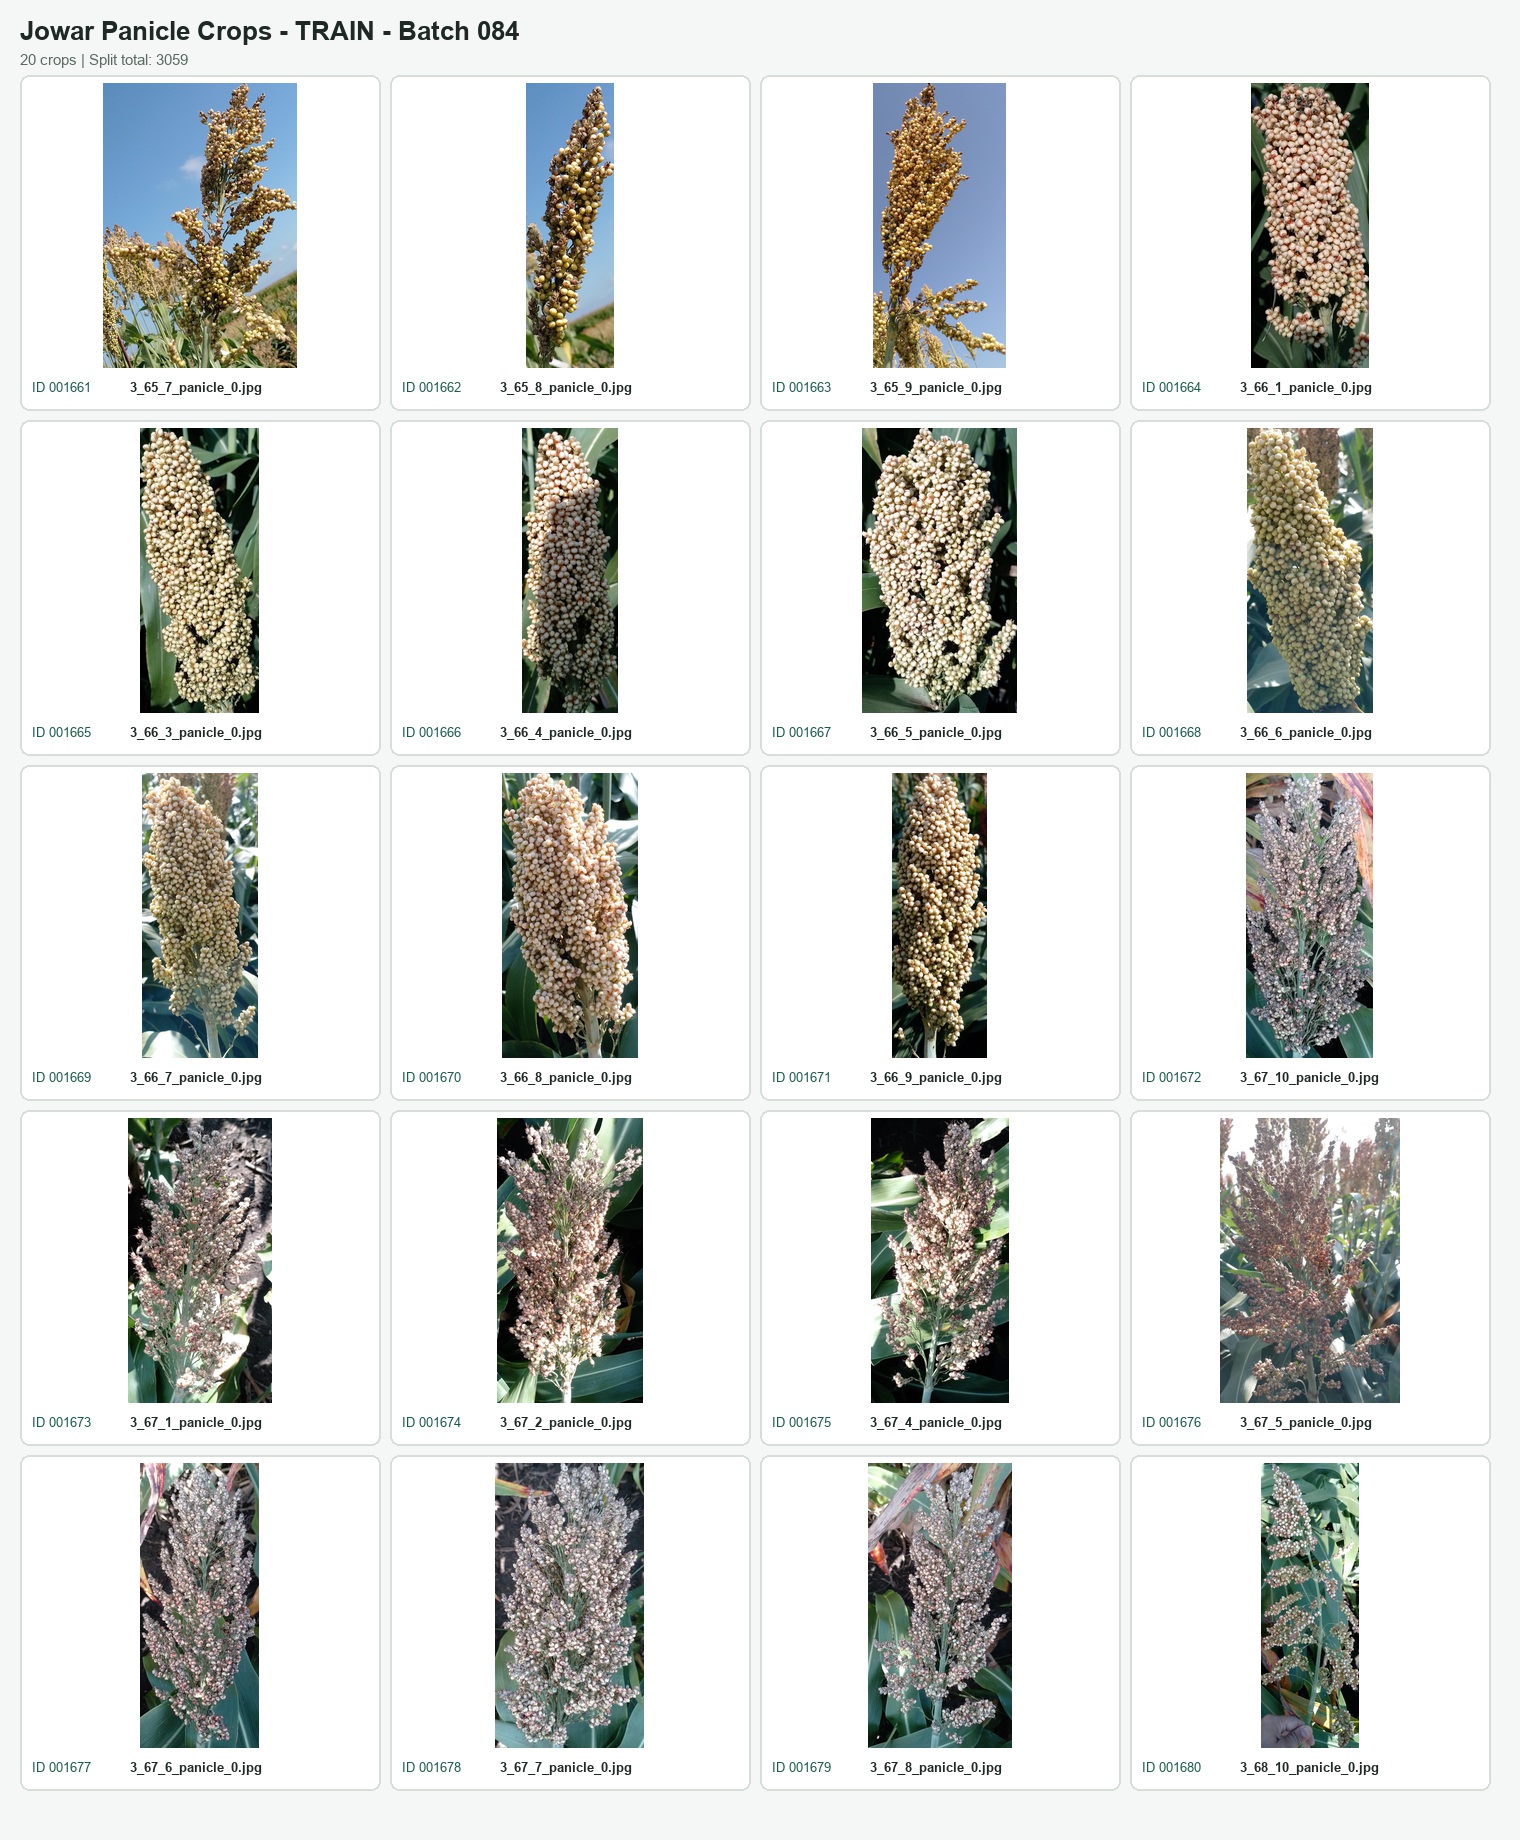 Jowar Panicle Crops - TRAIN - Batch 084
20 crops | Split total: 3059
ID 001661 3_65_7_panicle_0.jpg
ID 001662 3_65_8_panicle_0.jpg
ID 001663 3_65_9_panicle_0.jpg
ID 001664 3_66_1_panicle_0.jpg
ID 001665 3_66_3_panicle_0.jpg
ID 001666 3_66_4_panicle_0.jpg
ID 001667 3_66_5_panicle_0.jpg
ID 001668 3_66_6_panicle_0.jpg
ID 001669 3_66_7_panicle_0.jpg
ID 001670 3_66_8_panicle_0.jpg
ID 001671 3_66_9_panicle_0.jpg
ID 001672 3_67_10_panicle_0.jpg
ID 001673 3_67_1_panicle_0.jpg
ID 001674 3_67_2_panicle_0.jpg
ID 001675 3_67_4_panicle_0.jpg
ID 001676 3_67_5_panicle_0.jpg
ID 001677 3_67_6_panicle_0.jpg
ID 001678 3_67_7_panicle_0.jpg
ID 001679 3_67_8_panicle_0.jpg
ID 001680 3_68_10_panicle_0.jpg